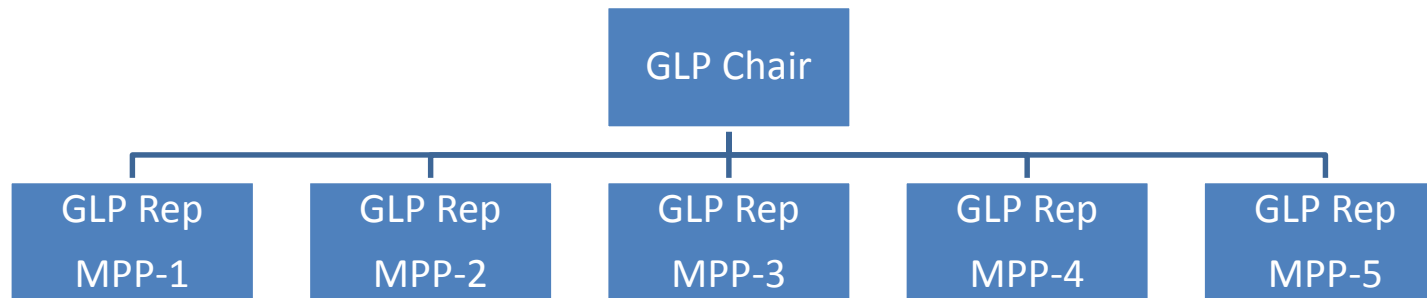 GLP Chair
GLP Rep
MPP-1
GLP Rep
MPP-2
GLP Rep
MPP-3
GLP Rep
MPP-4
GLP Rep
MPP-5